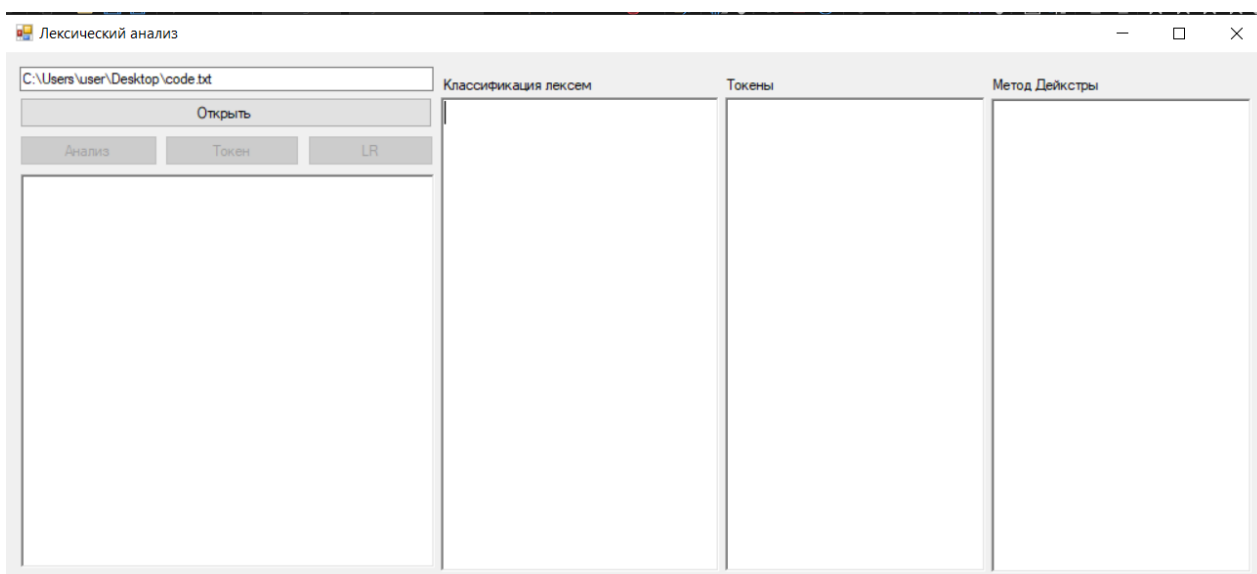 Лексический анализ
C:\Users\user\Desktop\code.txt
Открыть
Анализ Токен LR
Классификация лексем
Токены
Метод Дейкстры